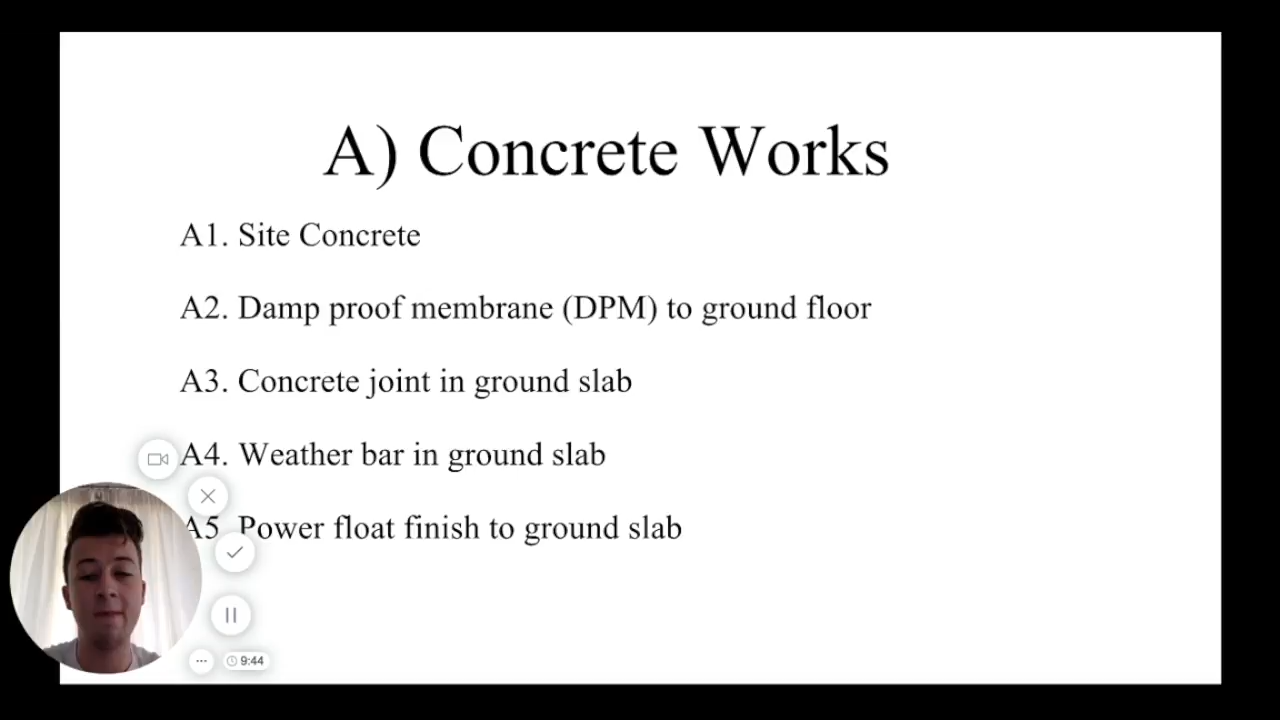 A) Concrete Works
A1. Site Concrete
A2. Damp proof membrane (DPM) to ground floor
A3. Concrete joint in ground slab
A4. Weather bar in ground slab
A5. Power float finish to ground slab
9:44